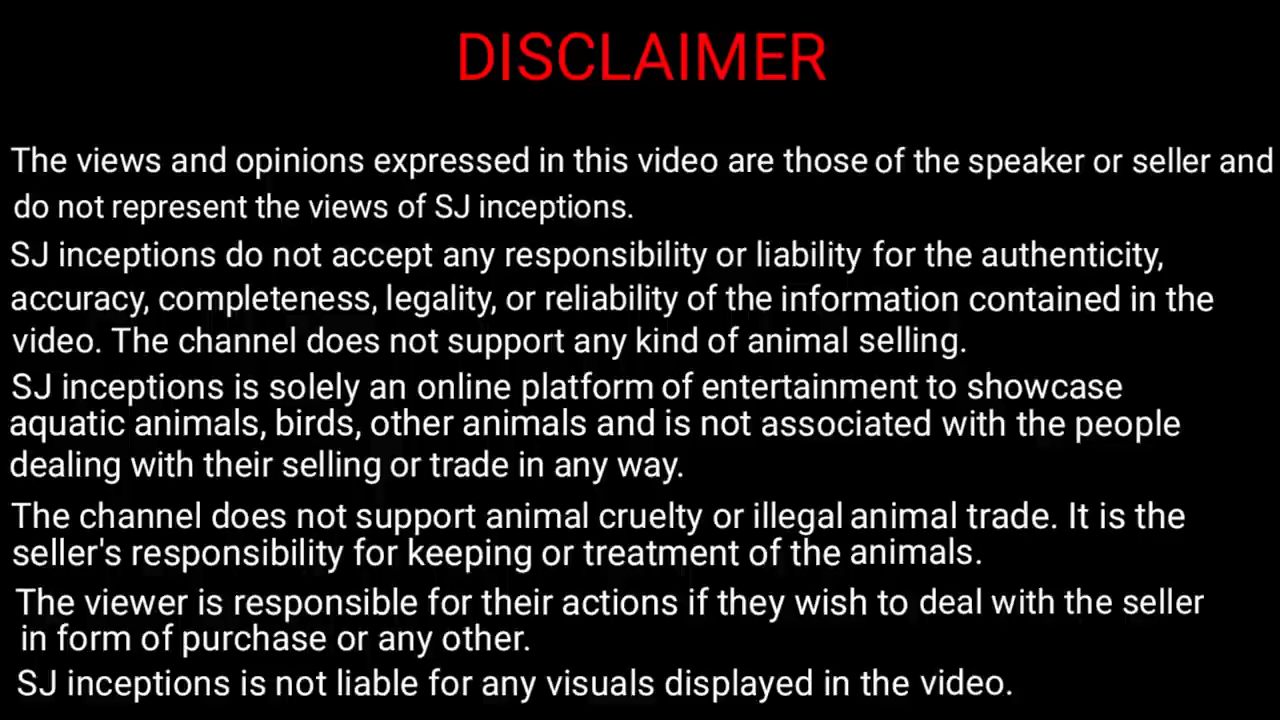 DISCLAIMER
The views and opinions expressed in this video are those of the speaker or seller and
do not represent the views of SJ inceptions.
SJ inceptions do not accept any responsibility or liability for the authenticity,
accuracy, completeness, legality, or reliability of the information contained in the
video. The channel does not support any kind of animal selling.
SJ inceptions is solely an online platform of entertainment to showcase
aquatic animals, birds, other animals and is not associated with the people
dealing with their selling or trade in any way.
The channel does not support animal cruelty or illegal animal trade. It is the
seller's responsibility for keeping or treatment of the animals.
The viewer is responsible for their actions if they wish to deal with the seller
in form of purchase or any other.
SJ inceptions is not liable for any visuals displayed in the video.